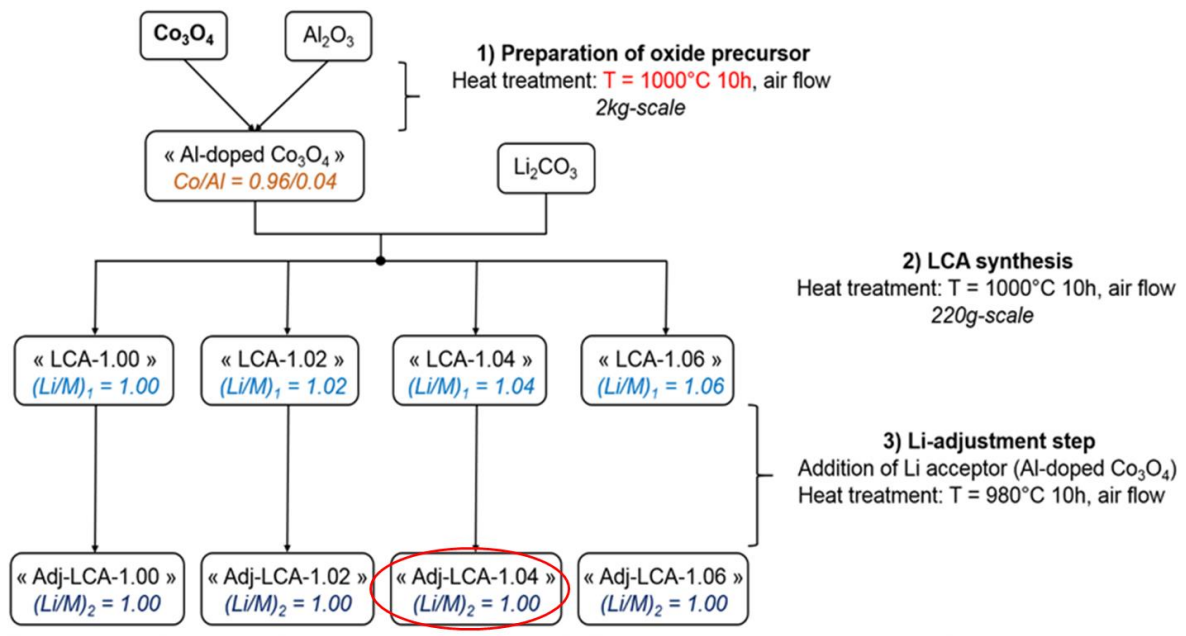 Co₃O₄
Al₂O₃
1) Preparation of oxide precursor
Heat treatment: T = 1000°C 10h, air flow
2kg-scale
« Al-doped Co₃O₄ »
Co/Al = 0.96/0.04
Li₂CO₃
2) LCA synthesis
Heat treatment: T = 1000°C 10h, air flow
220g-scale
« LCA-1.00 »
(Li/M)₁ = 1.00
« LCA-1.02 »
(Li/M)₁ = 1.02
« LCA-1.04 »
(Li/M)₁ = 1.04
« LCA-1.06 »
(Li/M)₁ = 1.06
3) Li-adjustment step
Addition of Li acceptor (Al-doped Co₃O₄)
Heat treatment: T = 980°C 10h, air flow
« Adj-LCA-1.00 »
(Li/M)₂ = 1.00
« Adj-LCA-1.02 »
(Li/M)₂ = 1.00
« Adj-LCA-1.04 »
(Li/M)₂ = 1.00
« Adj-LCA-1.06 »
(Li/M)₂ = 1.00